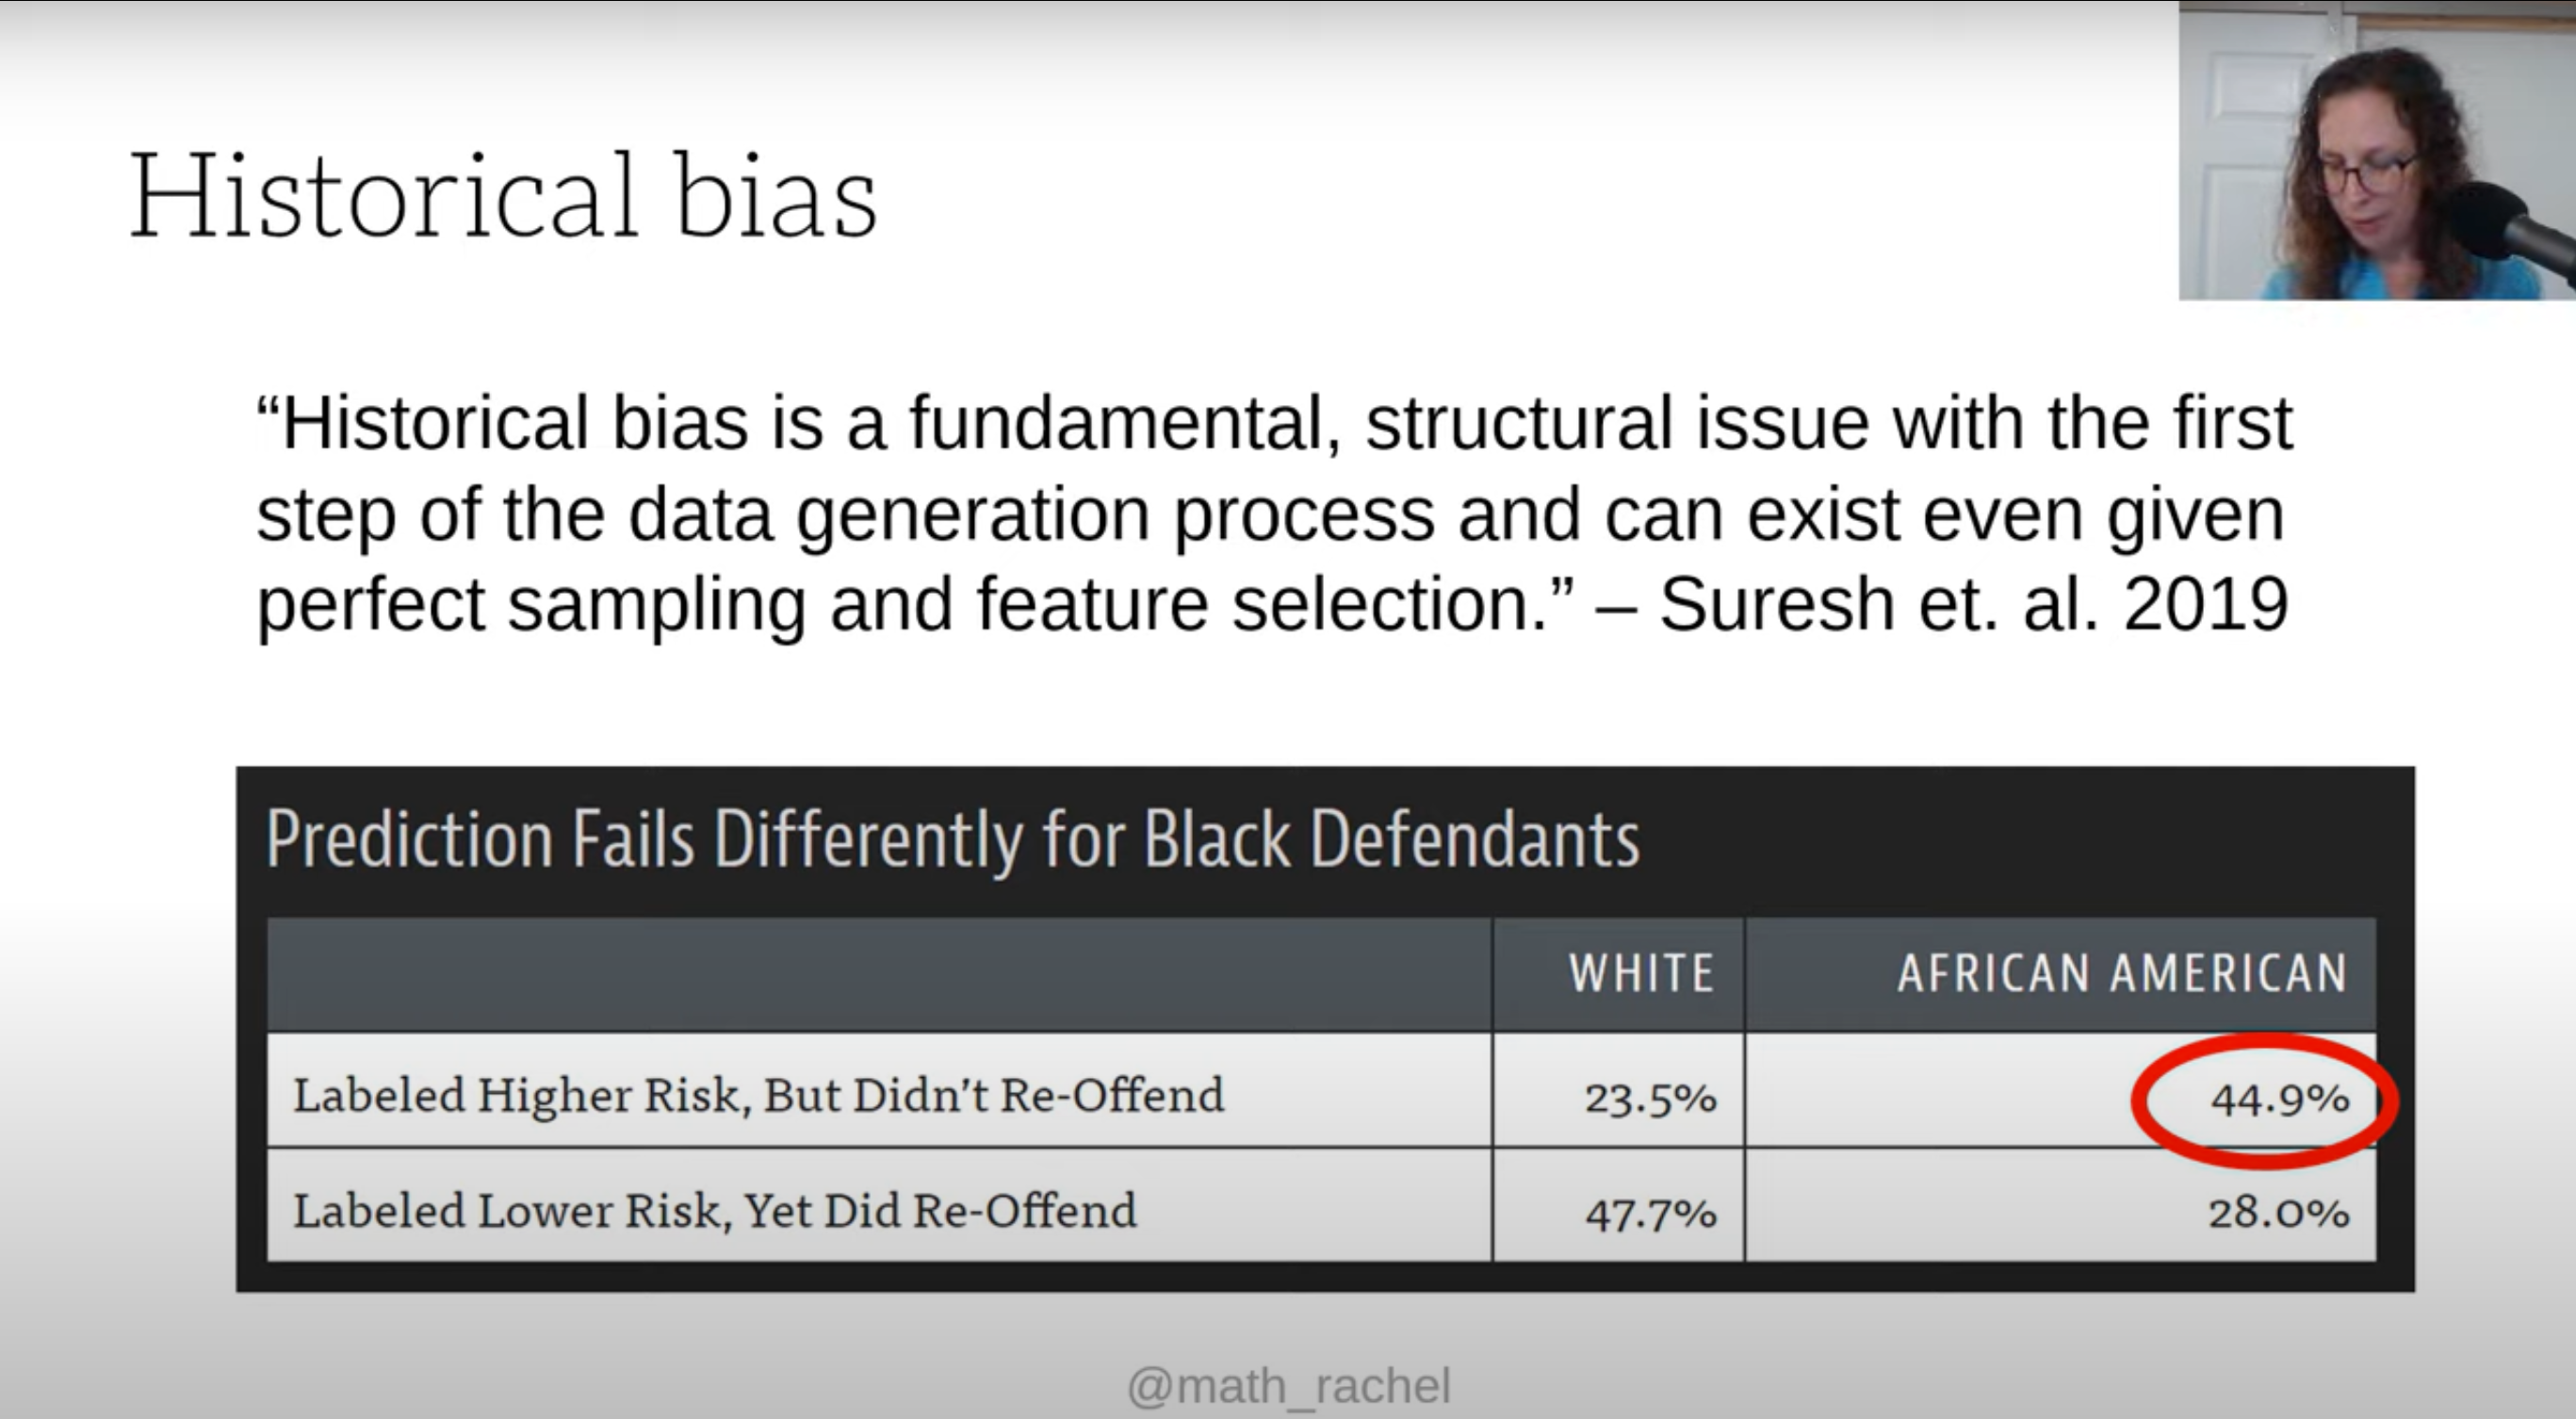 Historical bias
“Historical bias is a fundamental, structural issue with the first
step of the data generation process and can exist even given
perfect sampling and feature selection.” – Suresh et. al. 2019
Prediction Fails Differently for Black Defendants
WHITE AFRICAN AMERICAN
Labeled Higher Risk, But Didn’t Re-Offend 23.5% 44.9%
Labeled Lower Risk, Yet Did Re-Offend 47.7% 28.0%
@math_rachel